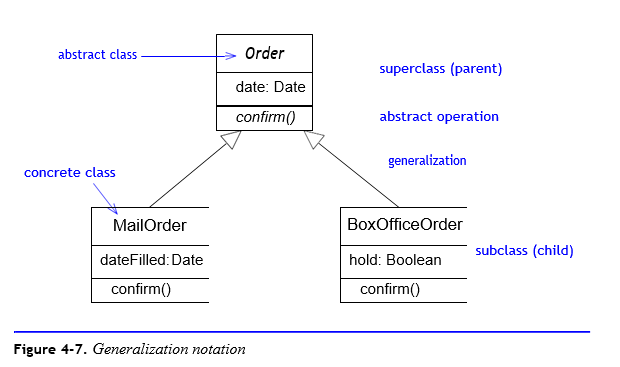 Order
abstract class
superclass (parent)
date: Date
confirm()
abstract operation
generalization
concrete class
MailOrder
BoxOfficeOrder
dateFilled:Date
hold: Boolean
subclass (child)
confirm()
confirm()
Figure 4-7. Generalization notation